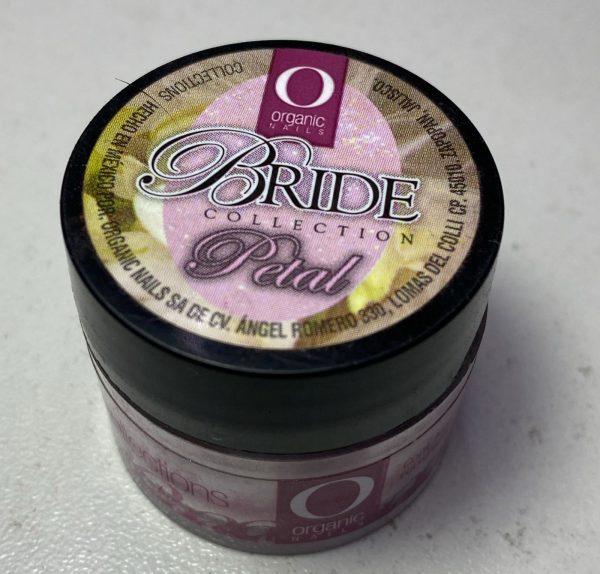 organic
NAILS
BRIDE
COLLECTION
Petal
COLLECTIONS HECHO EN MÉXICO POR: ORGANIC NAILS SA DE CV. ÁNGEL ROMERO 330, LOMAS DEL COLLI CP. 45010 ZAPOPAN, JALISCO.
organic
NAILS